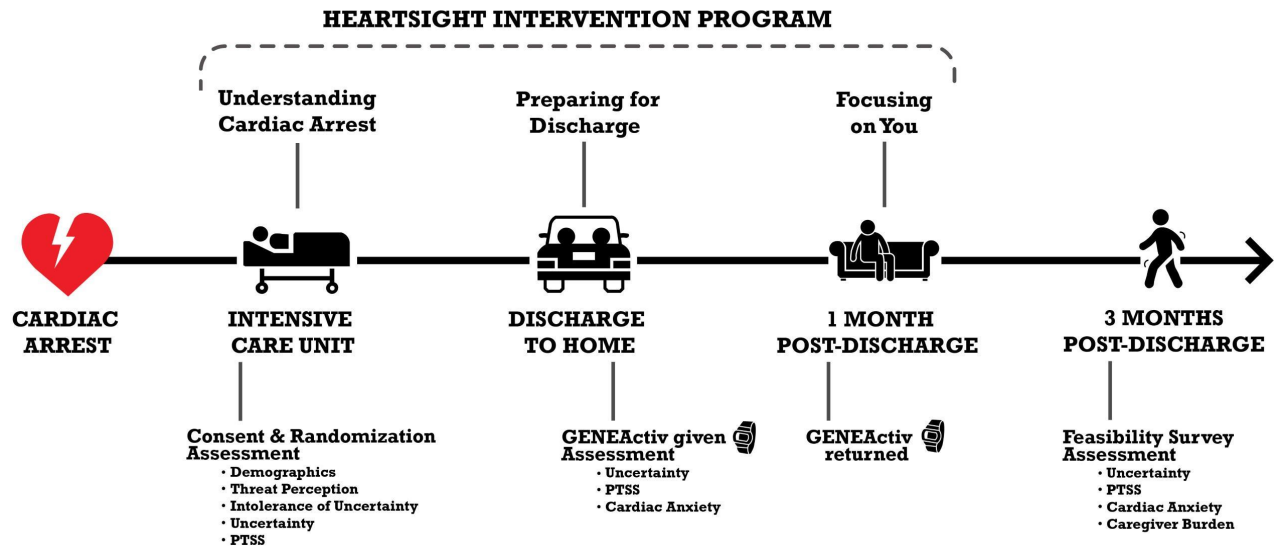 HEARTSIGHT INTERVENTION PROGRAM
Understanding
Cardiac Arrest
Preparing for
Discharge
Focusing
on You
CARDIAC
ARREST
INTENSIVE
CARE UNIT
DISCHARGE
TO HOME
1 MONTH
POST-DISCHARGE
3 MONTHS
POST-DISCHARGE
Consent & Randomization
Assessment
· Demographics
· Threat Perception
· Intolerance of Uncertainty
· Uncertainty
· PTSS
GENEActiv given
Assessment
· Uncertainty
· PTSS
· Cardiac Anxiety
GENEActiv
returned
Feasibility Survey
Assessment
· Uncertainty
· PTSS
· Cardiac Anxiety
· Caregiver Burden